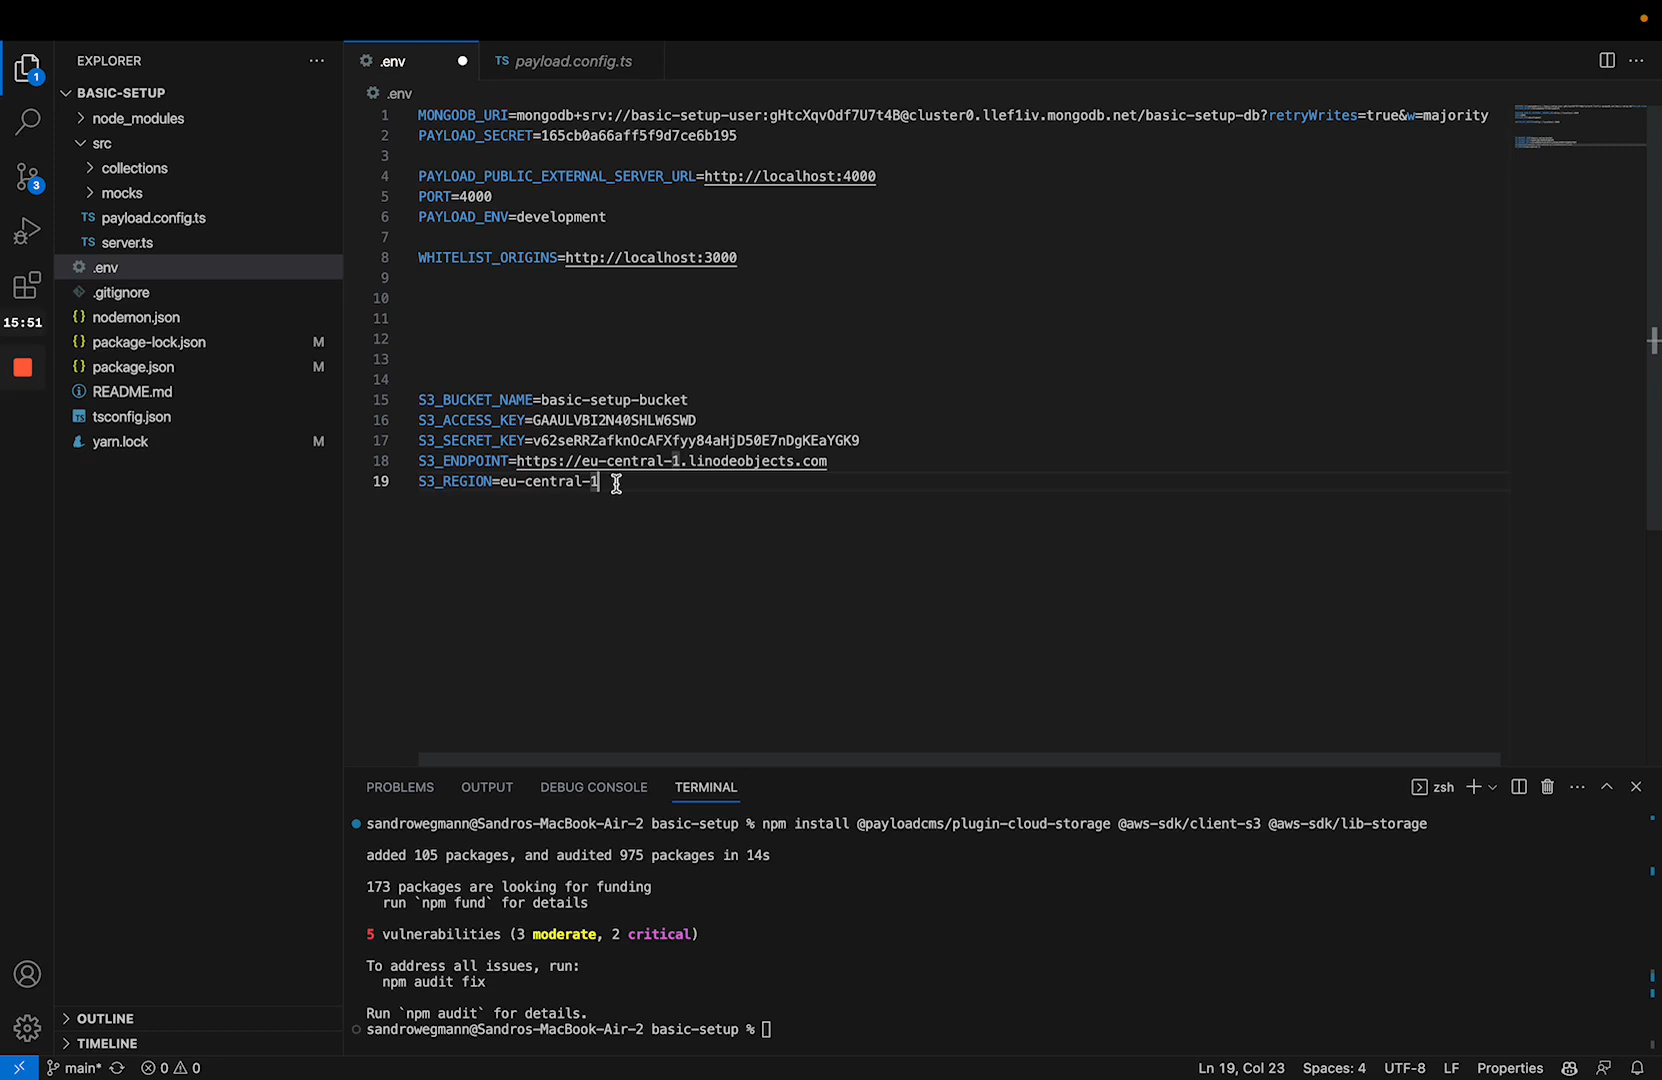 EXPLORER
BASIC-SETUP
node_modules
src
collections
mocks
TS payload.config.ts
TS server.ts
.env
.gitignore
{} nodemon.json
{} package-lock.json M
{} package.json M
README.md
TS tsconfig.json
yarn.lock M
1
3
15:51
OUTLINE
TIMELINE
.env
TS payload.config.ts
.env
1 MONGODB_URI=mongodb+srv://basic-setup-user:gHtcXqvOdf7U7t4B@cluster0.llef1iv.mongodb.net/basic-setup-db?retryWrites=true&w=majority
2 PAYLOAD_SECRET=165cb0a66aff5f9d7ce6b195
3
4 PAYLOAD_PUBLIC_EXTERNAL_SERVER_URL=http://localhost:4000
5 PORT=4000
6 PAYLOAD_ENV=development
7
8 WHITELIST_ORIGINS=http://localhost:3000
9
10
11
12
13
14
15 S3_BUCKET_NAME=basic-setup-bucket
16 S3_ACCESS_KEY=GAAULVBI2N40SHLW6SWD
17 S3_SECRET_KEY=v62seRRZafknOcAFXfyy84aHjD50E7nDgKEaYGK9
18 S3_ENDPOINT=https://eu-central-1.linodeobjects.com
19 S3_REGION=eu-central-1
PROBLEMS OUTPUT DEBUG CONSOLE TERMINAL
zsh
sandrowegmann@Sandros-MacBook-Air-2 basic-setup % npm install @payloadcms/plugin-cloud-storage @aws-sdk/client-s3 @aws-sdk/lib-storage
added 105 packages, and audited 975 packages in 14s
173 packages are looking for funding
run `npm fund` for details
5 vulnerabilities (3 moderate, 2 critical)
To address all issues, run:
npm audit fix
Run `npm audit` for details.
sandrowegmann@Sandros-MacBook-Air-2 basic-setup %
main* 0 0
Ln 19, Col 23 Spaces: 4 UTF-8 LF Properties